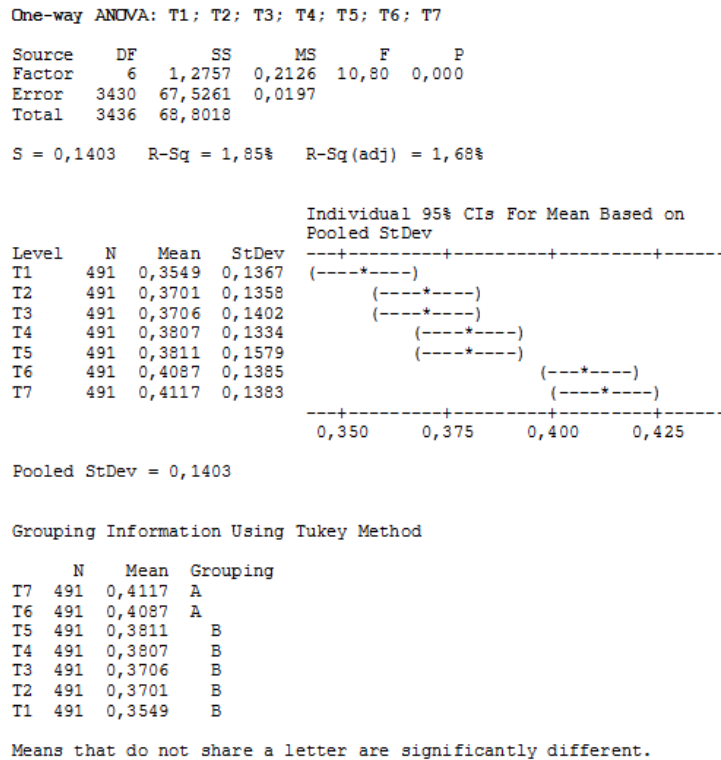 One-way ANOVA: T1; T2; T3; T4; T5; T6; T7
Source DF SS MS F P
Factor 6 1,2757 0,2126 10,80 0,000
Error 3430 67,5261 0,0197
Total 3436 68,8018
S = 0,1403 R-Sq = 1,85% R-Sq(adj) = 1,68%
Individual 95% CIs For Mean Based on
Pooled StDev
Level N Mean StDev ---+---------+---------+---------+------
T1 491 0,3549 0,1367 (----*----)
T2 491 0,3701 0,1358 (----*----)
T3 491 0,3706 0,1402 (----*----)
T4 491 0,3807 0,1334 (----*----)
T5 491 0,3811 0,1579 (----*----)
T6 491 0,4087 0,1385 (---*----)
T7 491 0,4117 0,1383 (----*----)
---+---------+---------+---------+------
0,350 0,375 0,400 0,425
Pooled StDev = 0,1403
Grouping Information Using Tukey Method
N Mean Grouping
T7 491 0,4117 A
T6 491 0,4087 A
T5 491 0,3811 B
T4 491 0,3807 B
T3 491 0,3706 B
T2 491 0,3701 B
T1 491 0,3549 B
Means that do not share a letter are significantly different.